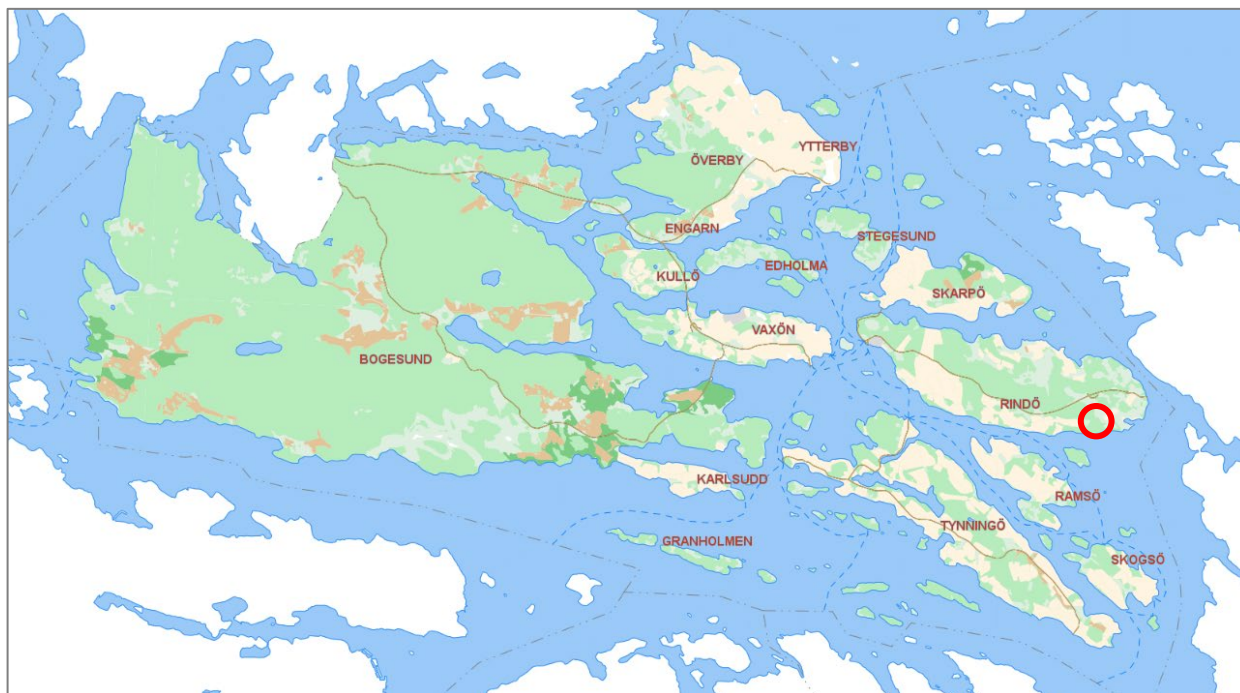 YTTERBY
ÖVERBY
ENGARN
STEGESUND
EDHOLMA
KULLÖ
SKARPÖ
VAXÖN
BOGESUND
RINDÖ
KARLSUDD
RAMSÖ
TYNNINGÖ
GRANHOLMEN
SKOGSÖ